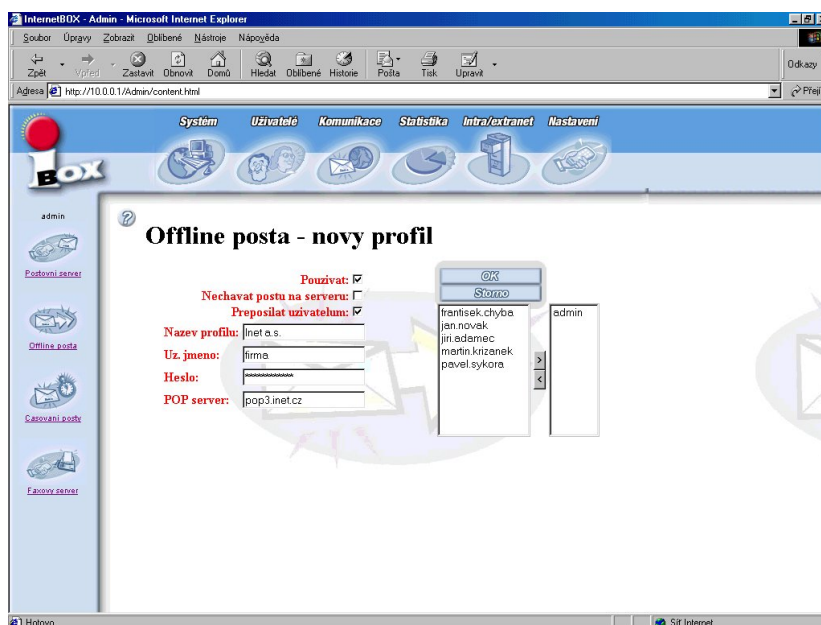 InternetBOX - Admin - Microsoft Internet Explorer
Soubor Úpravy Zobrazit Oblíbené Nástroje Nápověda
Zpět Vpřed Zastavit Obnovit Domů Hledat Oblíbené Historie Pošta Tisk Upravit
Odkazy
Adresa http://10.0.0.1/Admin/content.html
Přejí
Systém Uživatelé Komunikace Statistika Intra/extranet Nastavení
i BOX
admin
Postovni server
Offline posta
Casovani posty
Faxovy server
Offline posta - novy profil
Pouzivat:
Nechavat postu na serveru:
Preposilat uzivatelum:
Nazev profilu: Inet a.s.
Uz. jmeno: firma
Heslo: ************
POP server: pop3.inet.cz
OK
Storno
frantisek.chyba
jan.novak
jiri.adamec
martin.krizanek
pavel.sykora
>
<
admin
Hotovo
Síť Internet